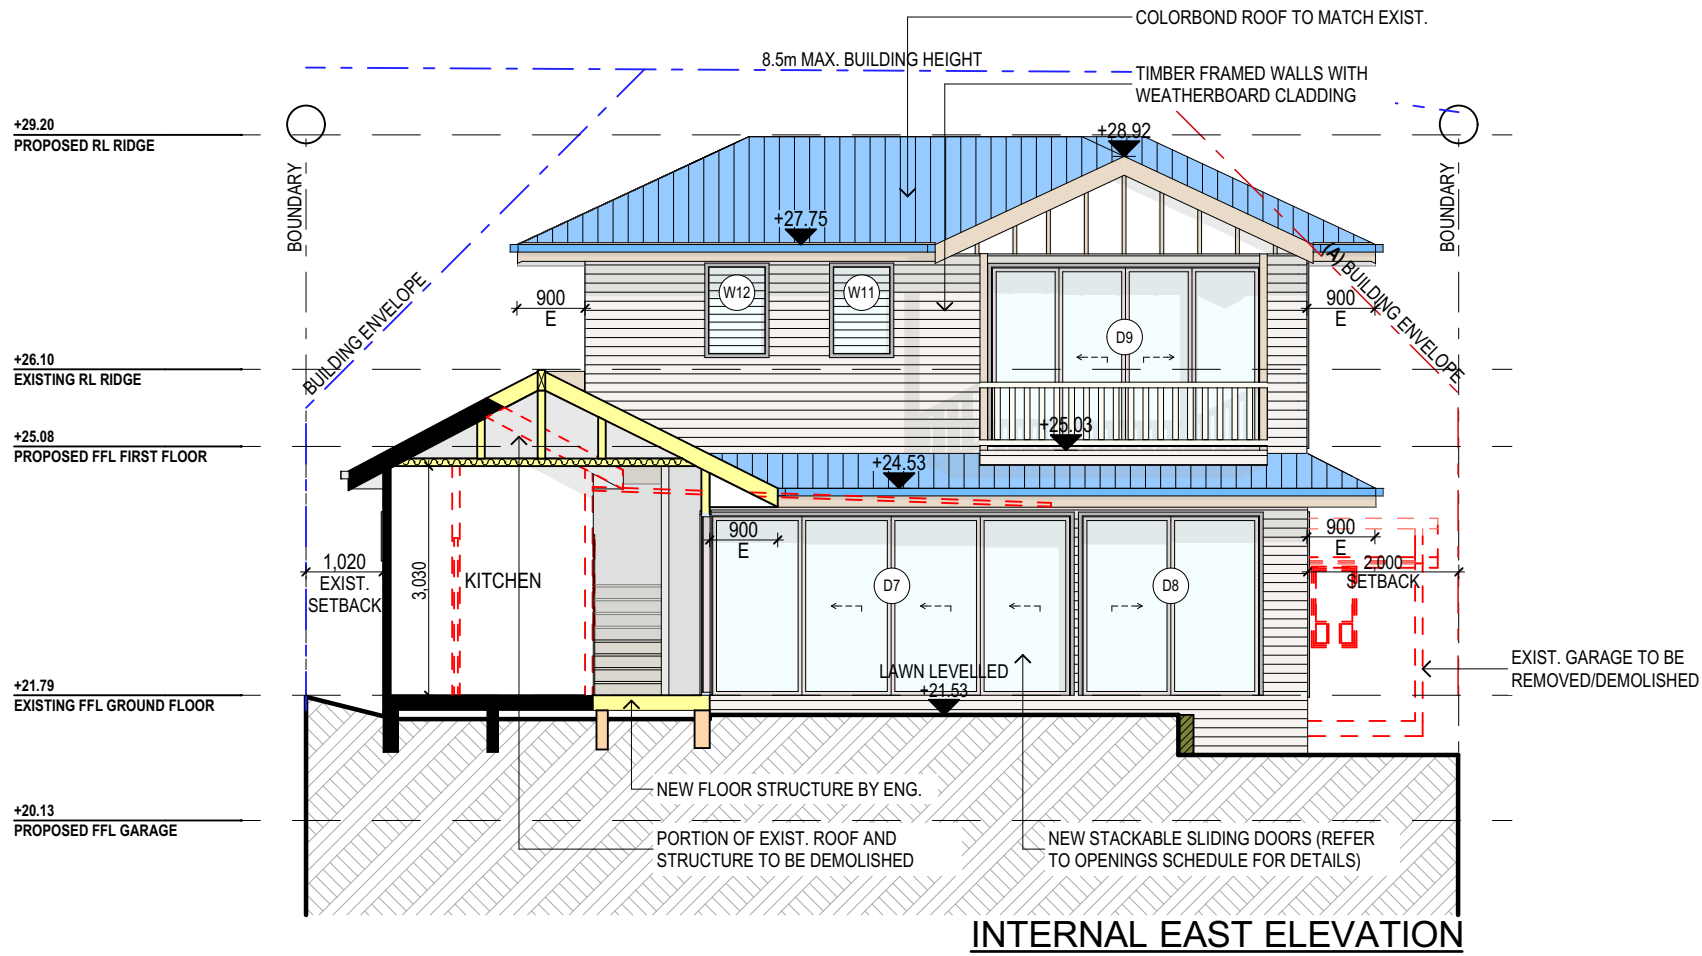 COLORBOND ROOF TO MATCH EXIST.
8.5m MAX. BUILDING HEIGHT
TIMBER FRAMED WALLS WITH
WEATHERBOARD CLADDING
+29.20
PROPOSED RL RIDGE
+28.92
BOUNDARY
BOUNDARY
+27.75
(A) BUILDING ENVELOPE
BUILDING ENVELOPE
W12
W11
900
E
900
E
D9
+26.10
EXISTING RL RIDGE
+25.08
PROPOSED FFL FIRST FLOOR
+25.03
+24.53
900
E
900
E
1,020
EXIST.
SETBACK
3,030
KITCHEN
D7
D8
2,000
SETBACK
LAWN LEVELLED
+21.53
EXIST. GARAGE TO BE
REMOVED/DEMOLISHED
+21.79
EXISTING FFL GROUND FLOOR
NEW FLOOR STRUCTURE BY ENG.
+20.13
PROPOSED FFL GARAGE
PORTION OF EXIST. ROOF AND
STRUCTURE TO BE DEMOLISHED
NEW STACKABLE SLIDING DOORS (REFER
TO OPENINGS SCHEDULE FOR DETAILS)
INTERNAL EAST ELEVATION